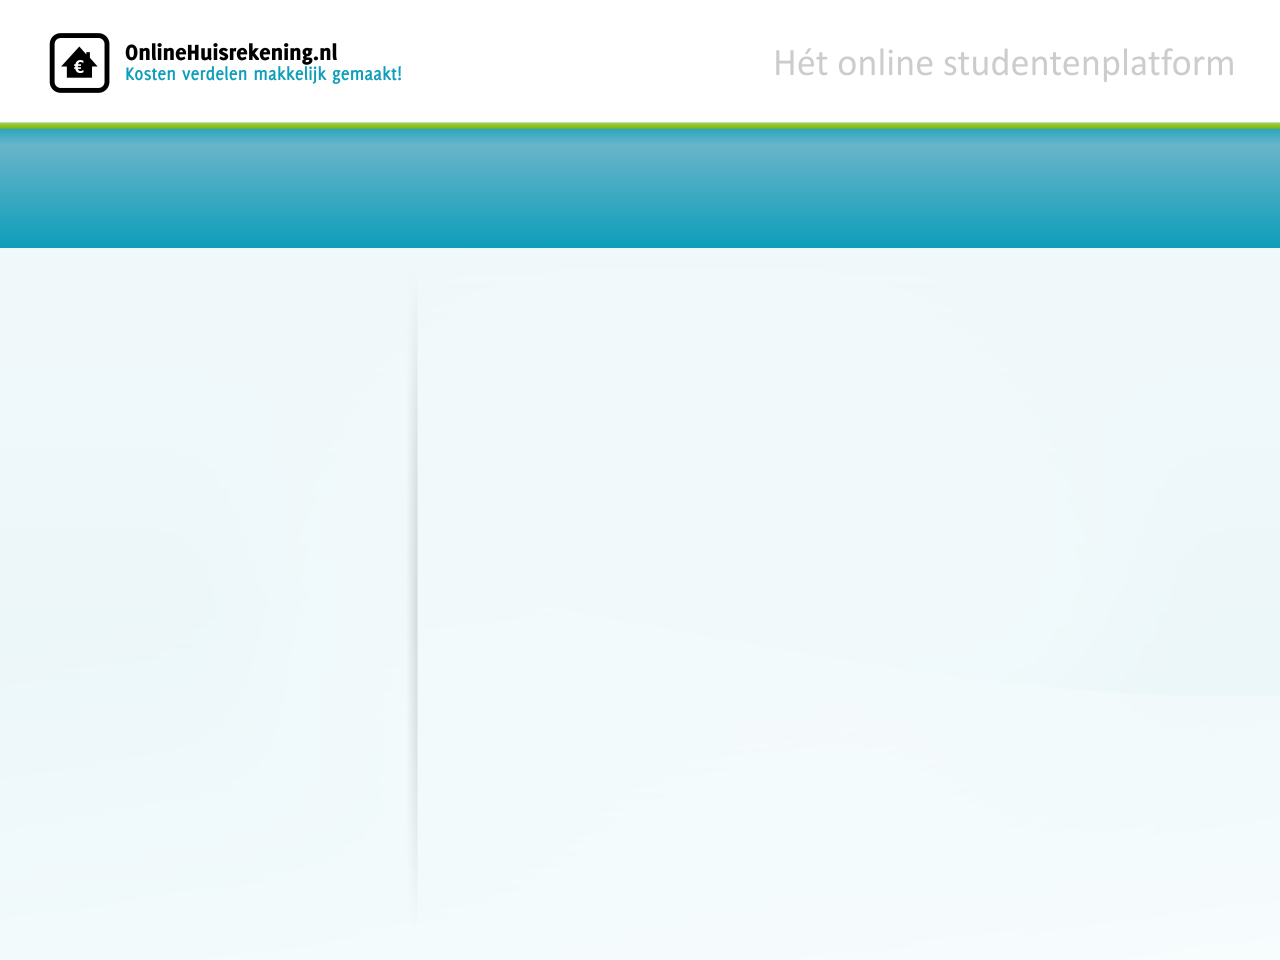 OnlineHuisrekening.nl
Kosten verdelen makkelijk gemaakt!
Hét online studentenplatform
€